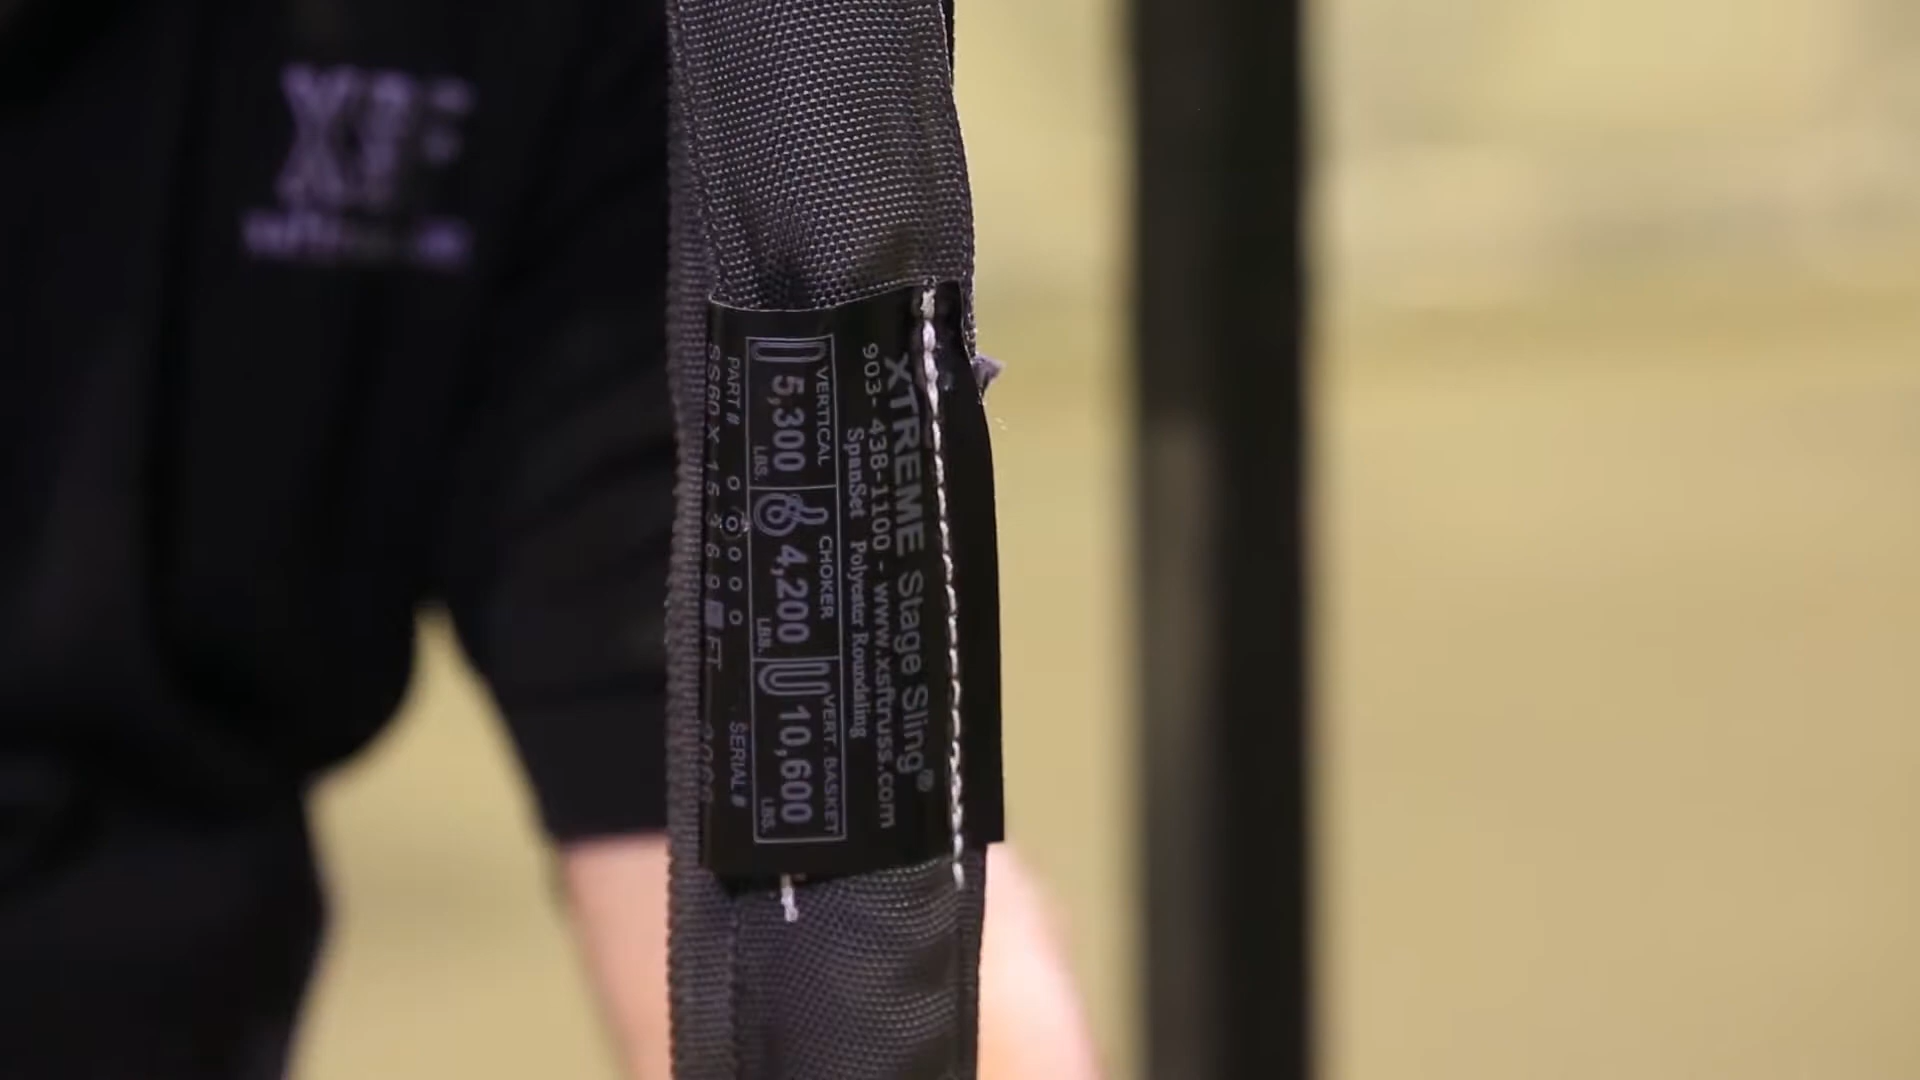 XTREME Stage Sling®
903-438-1100 - www.xsftruss.com
SpanSet Polyester Roundsling
VERTICAL CHOKER VERT. BASKET
5,300 LBS. 4,200 LBS. 10,600 LBS.
PART # SERIAL #
FT